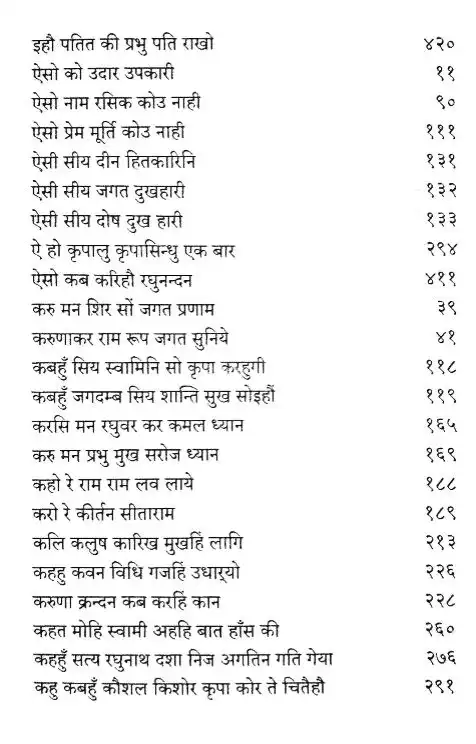 इहौ पतित की प्रभु पति राखो ४२०
ऐसो को उदार उपकारी ११
ऐसो नाम रसिक कोउ नाही ९०
ऐसो प्रेम मूर्ति कोउ नाही १११
ऐसी सीय दीन हितकारिनि १३१
ऐसी सीय जगत दुखहारी १३२
ऐसी सीय दोष दुख हारी १३३
ऐ हो कृपालु कृपासिन्धु एक बार २९४
ऐसो कब करिहौ रघुनन्दन ४११
करु मन शिर सों जगत प्रणाम ३९
करुणाकर राम रूप जगत सुनिये ४१
कबहुँ सिय स्वामिनि सो कृपा करहुगी ११८
कबहुँ जगदम्ब सिय शान्ति सुख सोइहौं ११९
करसि मन रघुवर कर कमल ध्यान १६५
करु मन प्रभु मुख सरोज ध्यान १६९
कहो रे राम राम लव लाये १८८
करो रे कीर्तन सीताराम १८९
कलि कलुष कारिख मुखहिं लागि २१३
कहहु कवन विधि गजहिं उधार्‌यो २२६
करुणा क्रन्दन कब करहिं कान २२८
कहत मोहि स्वामी अहहि बात हाँस की २६०
कहहुँ सत्य रघुनाथ दशा निज अगतिन गति गेया २७६
कहु कबहुँ कौशल किशोर कृपा कोर ते चितैहौ २९१